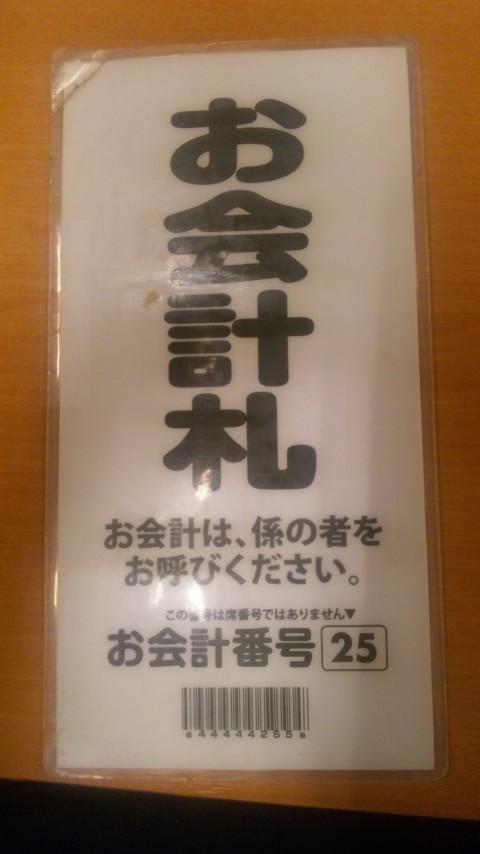 お会計札
お会計は、係の者を
お呼びください。
この番号は席番号ではありません▼
お会計番号 25
a44444255a